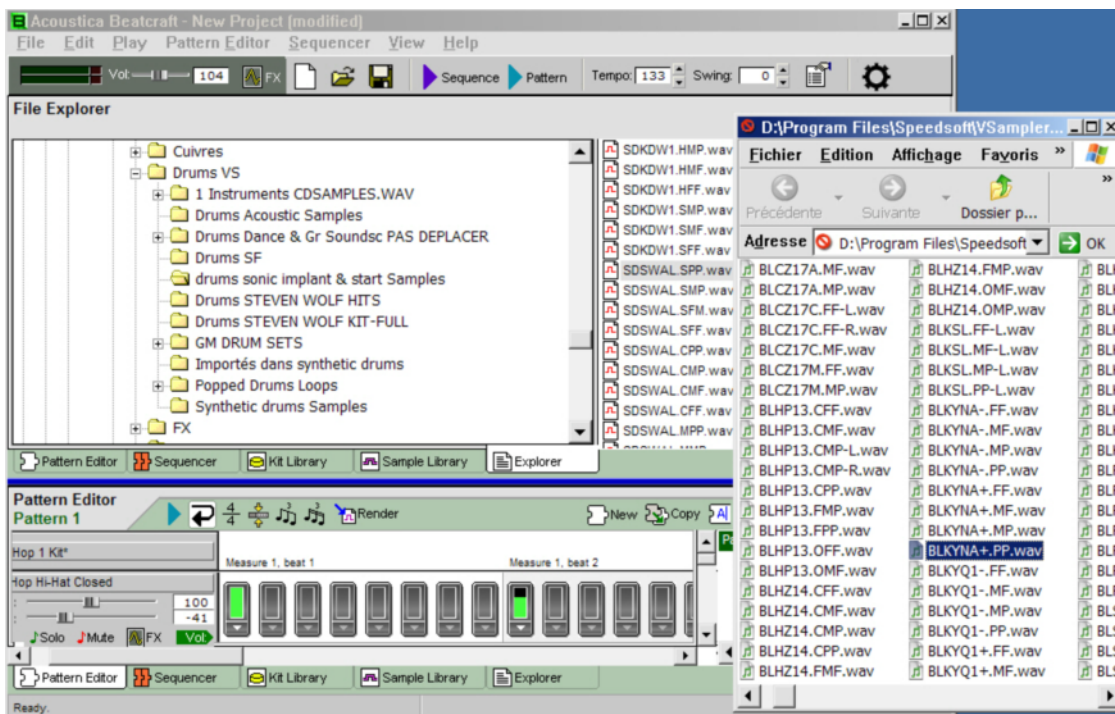 Acoustica Beatcraft - New Project [modified]
File Edit Play Pattern Editor Sequencer View Help
Vol: 104 FX Sequence Pattern Tempo: 133 Swing: 0
File Explorer
Cuivres
Drums VS
1 Instruments CDSAMPLES.WAV
Drums Acoustic Samples
Drums Dance & Gr Soundsc PAS DEPLACER
Drums SF
drums sonic implant & start Samples
Drums STEVEN WOLF HITS
Drums STEVEN WOLF KIT-FULL
GM DRUM SETS
Importés dans synthetic drums
Popped Drums Loops
Synthetic drums Samples
FX
SDKDW1.HMP.wav
SDKDW1.HMF.wav
SDKDW1.HFF.wav
SDKDW1.SMP.wav
SDKDW1.SMF.wav
SDKDW1.SFF.wav
SDSWAL.SPP.wav
SDSWAL.SMP.wav
SDSWAL.SFM.wav
SDSWAL.SFF.wav
SDSWAL.CPP.wav
SDSWAL.CMP.wav
SDSWAL.CMF.wav
SDSWAL.CFF.wav
SDSWAL.MPP.wav
Pattern Editor Sequencer Kit Library Sample Library Explorer
Pattern Editor
Pattern 1
4/4 Render New Copy A
Hop 1 Kit*
Measure 1, beat 1 Measure 1, beat 2
Hop Hi-Hat Closed
100
-41
Solo Mute FX Vol:
Pattern Editor Sequencer Kit Library Sample Library Explorer
Ready.
D:\Program Files\Speedsoft\VSampler...
Fichier Edition Affichage Favoris »
Précédente Suivante Dossier p... »
Adresse D:\Program Files\Speedsoft OK
BLCZ17A.MF.wav
BLCZ17A.MP.wav
BLCZ17C.FF-L.wav
BLCZ17C.FF-R.wav
BLCZ17C.MF.wav
BLCZ17M.FF.wav
BLCZ17M.MP.wav
BLHP13.CFF.wav
BLHP13.CMF.wav
BLHP13.CMP-L.wav
BLHP13.CMP-R.wav
BLHP13.CPP.wav
BLHP13.FMP.wav
BLHP13.FPP.wav
BLHP13.OFF.wav
BLHP13.OMF.wav
BLHZ14.CFF.wav
BLHZ14.CMF.wav
BLHZ14.CMP.wav
BLHZ14.CPP.wav
BLHZ14.FMF.wav
BLHZ14.FMP.wav
BLHZ14.OMF.wav
BLHZ14.OMP.wav
BLKSL.FF-L.wav
BLKSL.MF-L.wav
BLKSL.MP-L.wav
BLKSL.PP-L.wav
BLKYNA-.FF.wav
BLKYNA-.MF.wav
BLKYNA-.MP.wav
BLKYNA-.PP.wav
BLKYNA+.FF.wav
BLKYNA+.MF.wav
BLKYNA+.MP.wav
BLKYNA+.PP.wav
BLKYQ1-.FF.wav
BLKYQ1-.MF.wav
BLKYQ1-.MP.wav
BLKYQ1-.PP.wav
BLKYQ1+.FF.wav
BLKYQ1+.MF.wav